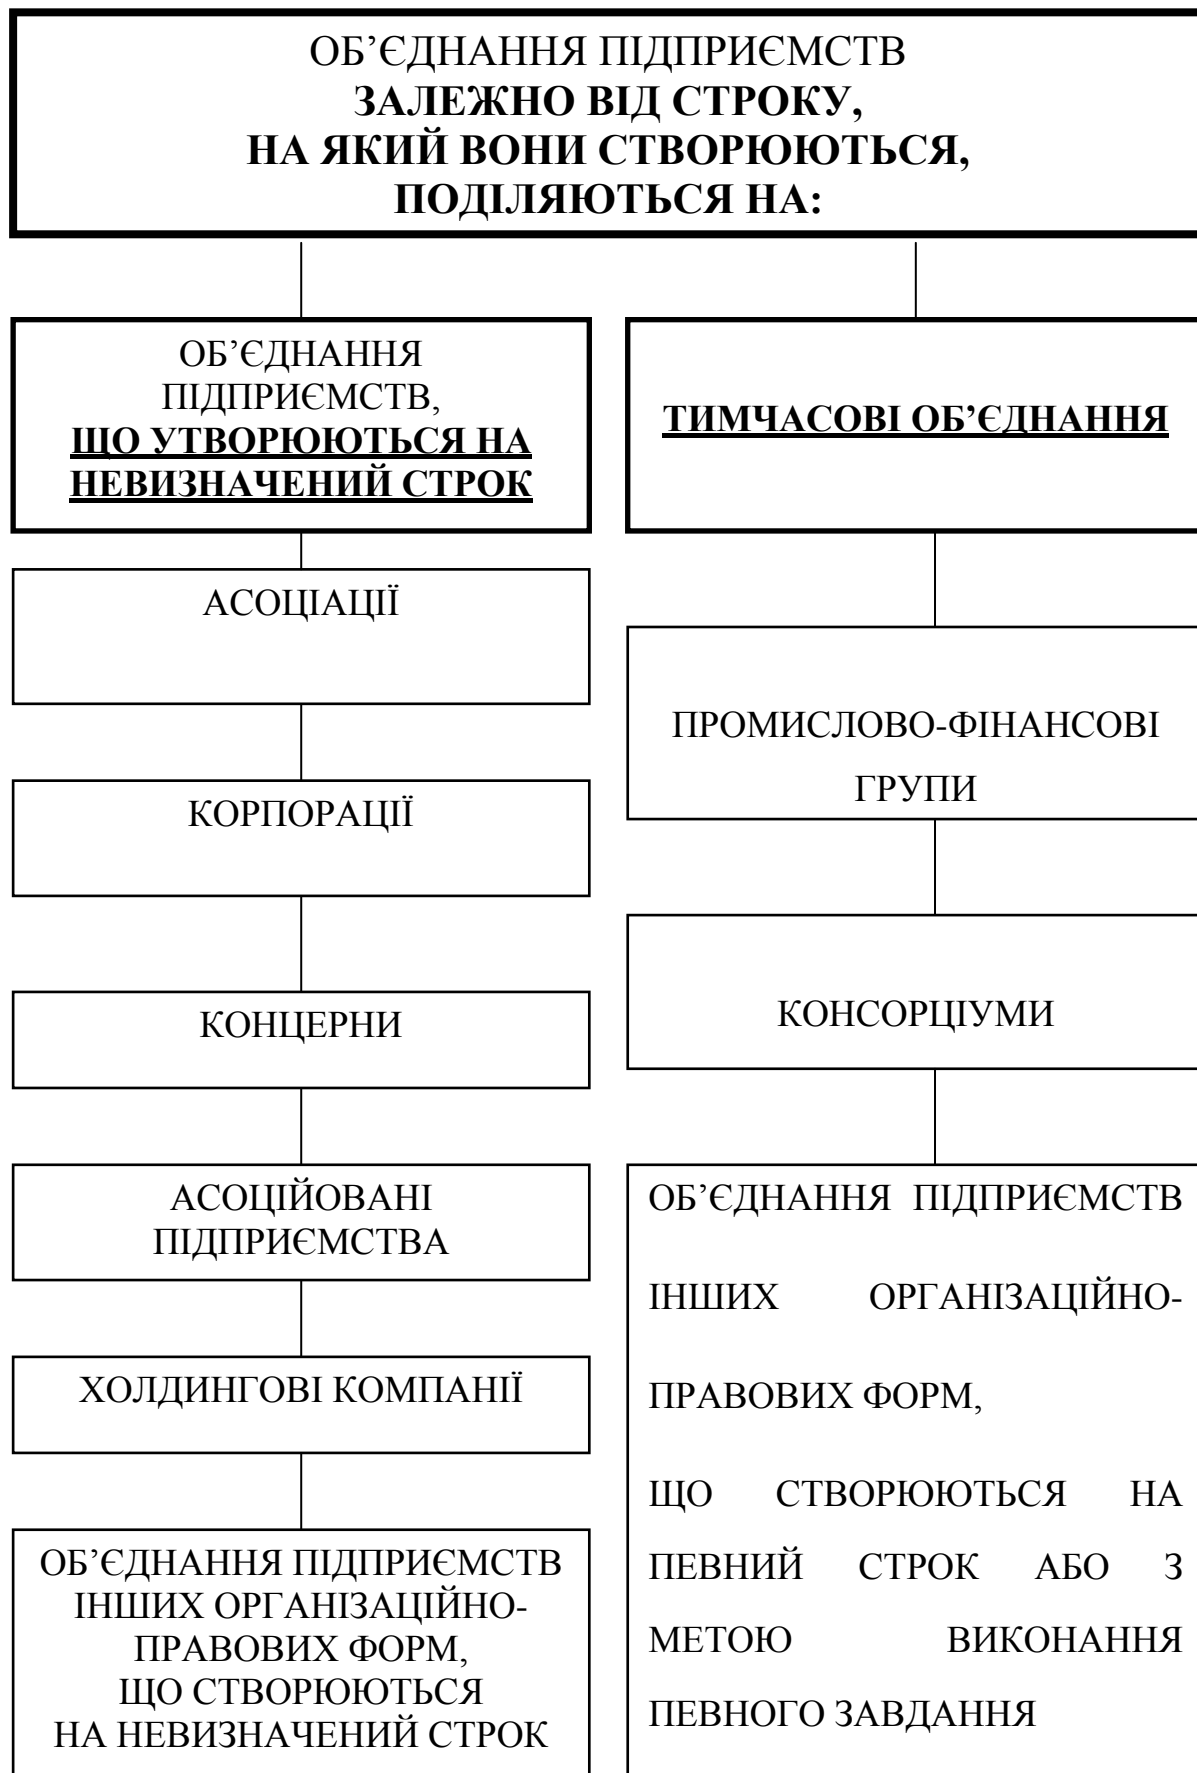 ОБ’ЄДНАННЯ ПІДПРИЄМСТВ
ЗАЛЕЖНО ВІД СТРОКУ,
НА ЯКИЙ ВОНИ СТВОРЮЮТЬСЯ,
ПОДІЛЯЮТЬСЯ НА:
ОБ’ЄДНАННЯ
ПІДПРИЄМСТВ,
ЩО УТВОРЮЮТЬСЯ НА
НЕВИЗНАЧЕНИЙ СТРОК
АСОЦІАЦІЇ
КОРПОРАЦІЇ
КОНЦЕРНИ
АСОЦІЙОВАНІ
ПІДПРИЄМСТВА
ХОЛДИНГОВІ КОМПАНІЇ
ОБ’ЄДНАННЯ ПІДПРИЄМСТВ
ІНШИХ ОРГАНІЗАЦІЙНО-
ПРАВОВИХ ФОРМ,
ЩО СТВОРЮЮТЬСЯ
НА НЕВИЗНАЧЕНИЙ СТРОК
ТИМЧАСОВІ ОБ’ЄДНАННЯ
ПРОМИСЛОВО-ФІНАНСОВІ
ГРУПИ
КОНСОРЦІУМИ
ОБ’ЄДНАННЯ ПІДПРИЄМСТВ
ІНШИХ ОРГАНІЗАЦІЙНО-
ПРАВОВИХ ФОРМ,
ЩО СТВОРЮЮТЬСЯ НА
ПЕВНИЙ СТРОК АБО З
МЕТОЮ ВИКОНАННЯ
ПЕВНОГО ЗАВДАННЯ